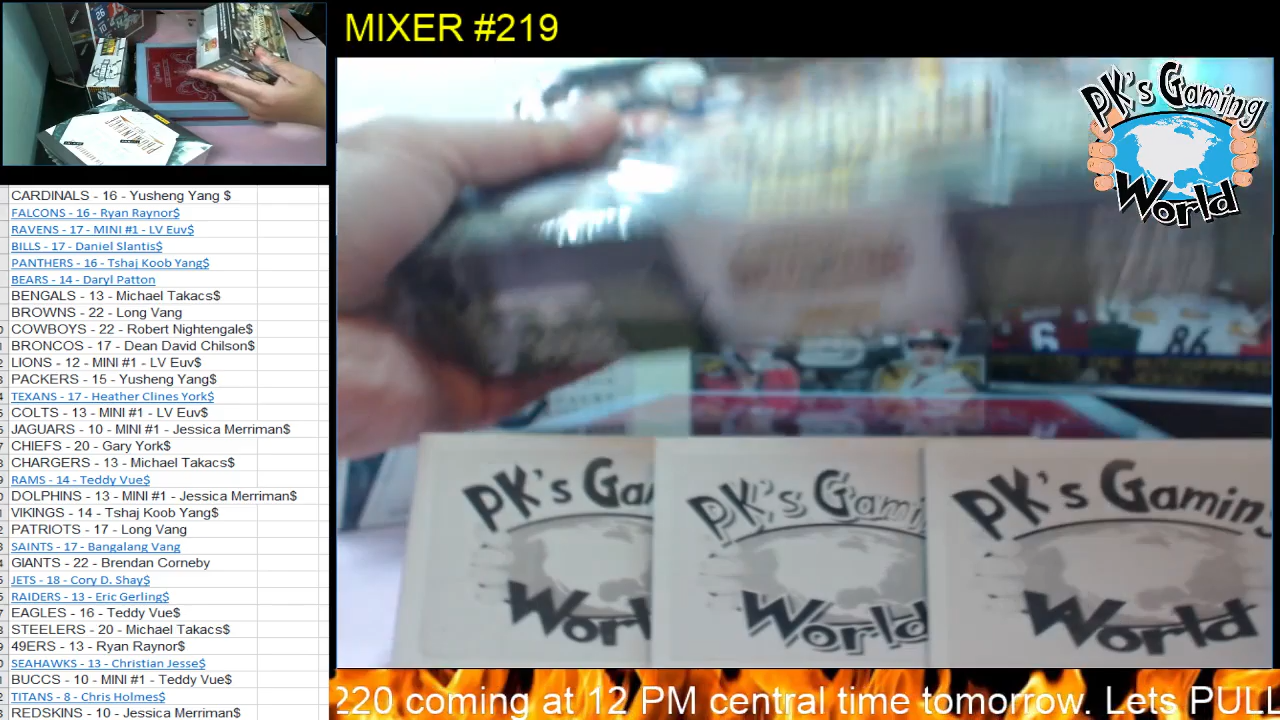 MIXER #219
PK's Gaming World
CARDINALS - 16 - Yusheng Yang $
FALCONS - 16 - Ryan Raynor$
RAVENS - 17 - MINI #1 - LV Euv$
BILLS - 17 - Daniel Slantis$
PANTHERS - 16 - Tshaj Koob Yang$
BEARS - 14 - Daryl Patton
BENGALS - 13 - Michael Takacs$
BROWNS - 22 - Long Vang
COWBOYS - 22 - Robert Nightengale$
BRONCOS - 17 - Dean David Chilson$
LIONS - 12 - MINI #1 - LV Euv$
PACKERS - 15 - Yusheng Yang$
TEXANS - 17 - Heather Clines York$
COLTS - 13 - MINI #1 - LV Euv$
JAGUARS - 10 - MINI #1 - Jessica Merriman$
CHIEFS - 20 - Gary York$
CHARGERS - 13 - Michael Takacs$
RAMS - 14 - Teddy Vue$
DOLPHINS - 13 - MINI #1 - Jessica Merriman$
VIKINGS - 14 - Tshaj Koob Yang$
PATRIOTS - 17 - Long Vang
SAINTS - 17 - Bangalang Vang
GIANTS - 22 - Brendan Corneby
JETS - 18 - Cory D. Shay$
RAIDERS - 13 - Eric Gerling$
EAGLES - 16 - Teddy Vue$
STEELERS - 20 - Michael Takacs$
49ERS - 13 - Ryan Raynor$
SEAHAWKS - 13 - Christian Jesse$
BUCCS - 10 - MINI #1 - Teddy Vue$
TITANS - 8 - Chris Holmes$
REDSKINS - 10 - Jessica Merriman$
6
86
PK's Ga
World
PK's Gami
World
PK's Gaming
World
220 coming at 12 PM central time tomorrow. Lets PULL